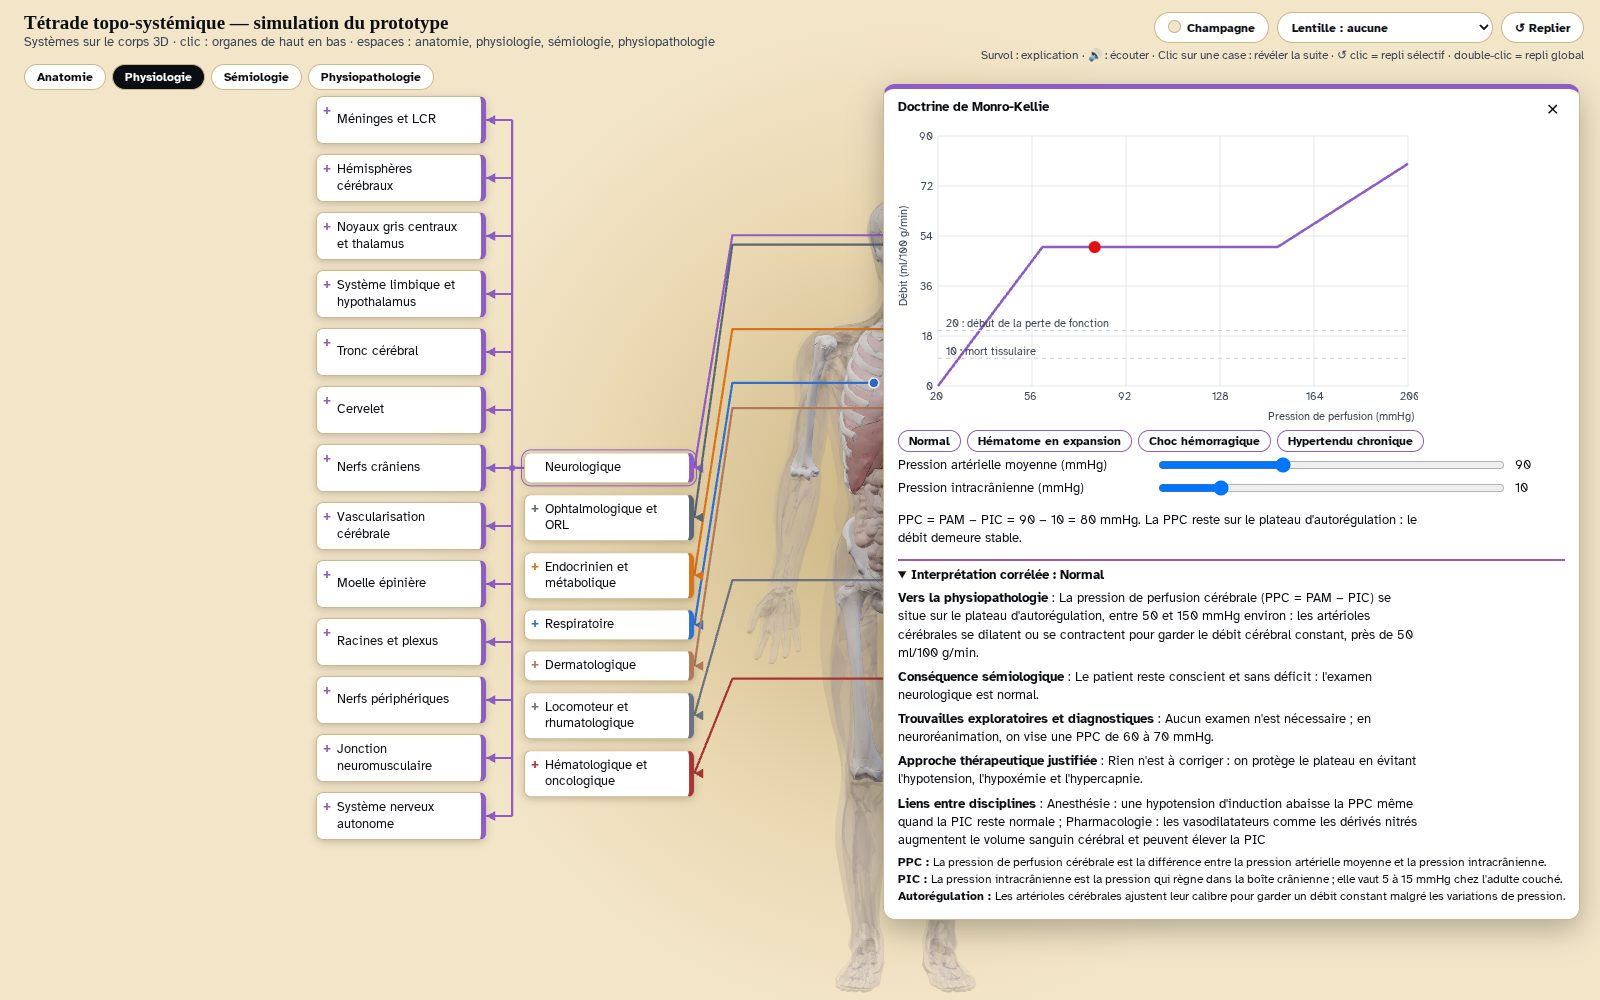 Tétrade topo-systémique — simulation du prototype
Systèmes sur le corps 3D · clic : organes de haut en bas · espaces : anatomie, physiologie, sémiologie, physiopathologie
Champagne
Lentille : aucune
↺ Replier
Survol : explication · 🔊 : écouter · Clic sur une case : révéler la suite · ↺ clic = repli sélectif · double-clic = repli global
Anatomie
Physiologie
Sémiologie
Physiopathologie
+ Méninges et LCR
+ Hémisphères
cérébraux
+ Noyaux gris centraux
et thalamus
+ Système limbique et
hypothalamus
+ Tronc cérébral
+ Cervelet
+ Nerfs crâniens
+ Vascularisation
cérébrale
+ Moelle épinière
+ Racines et plexus
+ Nerfs périphériques
+ Jonction
neuromusculaire
+ Système nerveux
autonome
Neurologique
+ Ophtalmologique et
ORL
+ Endocrinien et
métabolique
+ Respiratoire
+ Dermatologique
+ Locomoteur et
rhumatologique
+ Hématologique et
oncologique
Doctrine de Monro-Kellie
✕
Débit (ml/100 g/min)
90
72
54
36
18
0
20 : début de la perte de fonction
10 : mort tissulaire
20
56
92
128
164
200
Pression de perfusion (mmHg)
Normal
Hématome en expansion
Choc hémorragique
Hypertendu chronique
Pression artérielle moyenne (mmHg) 90
Pression intracrânienne (mmHg) 10
PPC = PAM − PIC = 90 − 10 = 80 mmHg. La PPC reste sur le plateau d'autorégulation : le
débit demeure stable.
▼ Interprétation corrélée : Normal
Vers la physiopathologie : La pression de perfusion cérébrale (PPC = PAM − PIC) se
situe sur le plateau d'autorégulation, entre 50 et 150 mmHg environ : les artérioles
cérébrales se dilatent ou se contractent pour garder le débit cérébral constant, près de 50
ml/100 g/min.
Conséquence sémiologique : Le patient reste conscient et sans déficit : l'examen
neurologique est normal.
Trouvailles exploratoires et diagnostiques : Aucun examen n'est nécessaire ; en
neuroréanimation, on vise une PPC de 60 à 70 mmHg.
Approche thérapeutique justifiée : Rien n'est à corriger : on protège le plateau en évitant
l'hypotension, l'hypoxémie et l'hypercapnie.
Liens entre disciplines : Anesthésie : une hypotension d'induction abaisse la PPC même
quand la PIC reste normale ; Pharmacologie : les vasodilatateurs comme les dérivés nitrés
augmentent le volume sanguin cérébral et peuvent élever la PIC
PPC : La pression de perfusion cérébrale est la différence entre la pression artérielle moyenne et la pression intracrânienne.
PIC : La pression intracrânienne est la pression qui règne dans la boîte crânienne ; elle vaut 5 à 15 mmHg chez l'adulte couché.
Autorégulation : Les artérioles cérébrales ajustent leur calibre pour garder un débit constant malgré les variations de pression.